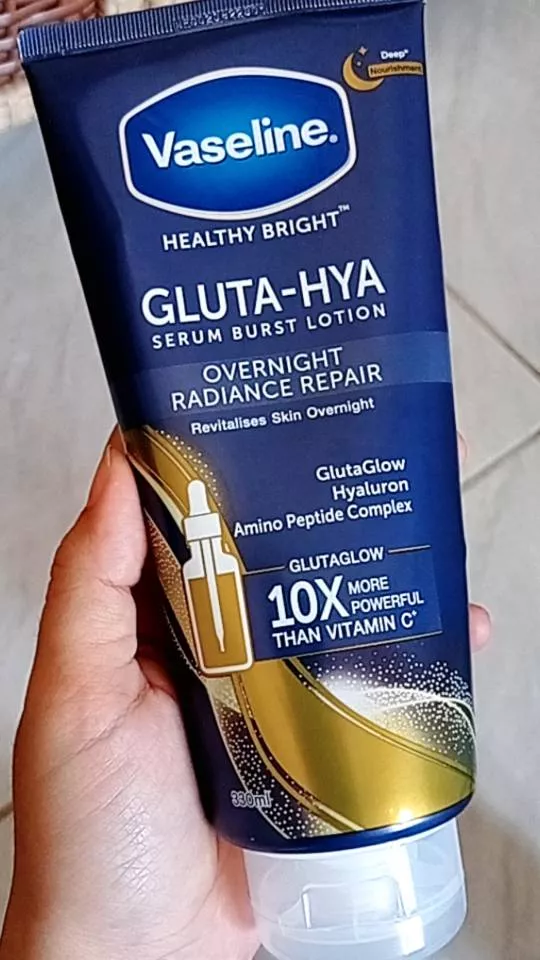 Deep*
Nourishment
Vaseline.
HEALTHY BRIGHT™
GLUTA-HYA
SERUM BURST LOTION
OVERNIGHT
RADIANCE REPAIR
Revitalises Skin Overnight
GlutaGlow
Hyaluron
Amino Peptide Complex
GLUTAGLOW
10X MORE
POWERFUL
THAN VITAMIN C*
330ml